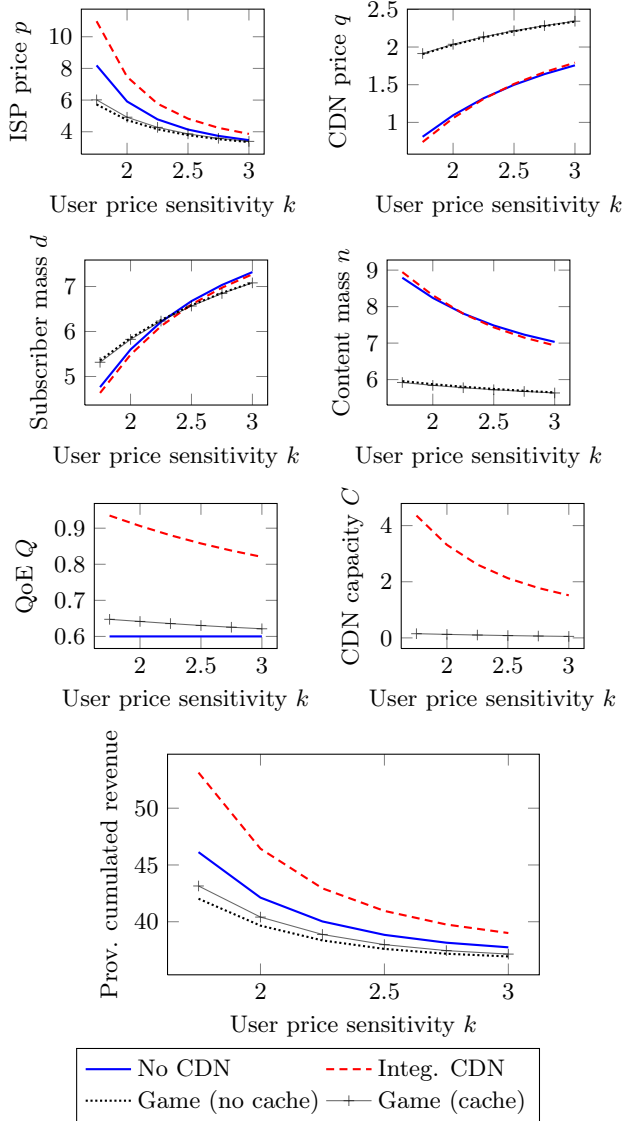 ISP price p
10
8
6
4
2
2.5
3
User price sensitivity k
CDN price q
2.5
2
1.5
1
2
2.5
3
User price sensitivity k
Subscriber mass d
7
6
5
2
2.5
3
User price sensitivity k
Content mass n
9
8
7
6
2
2.5
3
User price sensitivity k
QoE Q
0.9
0.8
0.7
0.6
2
2.5
3
User price sensitivity k
CDN capacity C
4
2
0
2
2.5
3
User price sensitivity k
Prov. cumulated revenue
50
45
40
2
2.5
3
User price sensitivity k
No CDN
Integ. CDN
Game (no cache)
Game (cache)